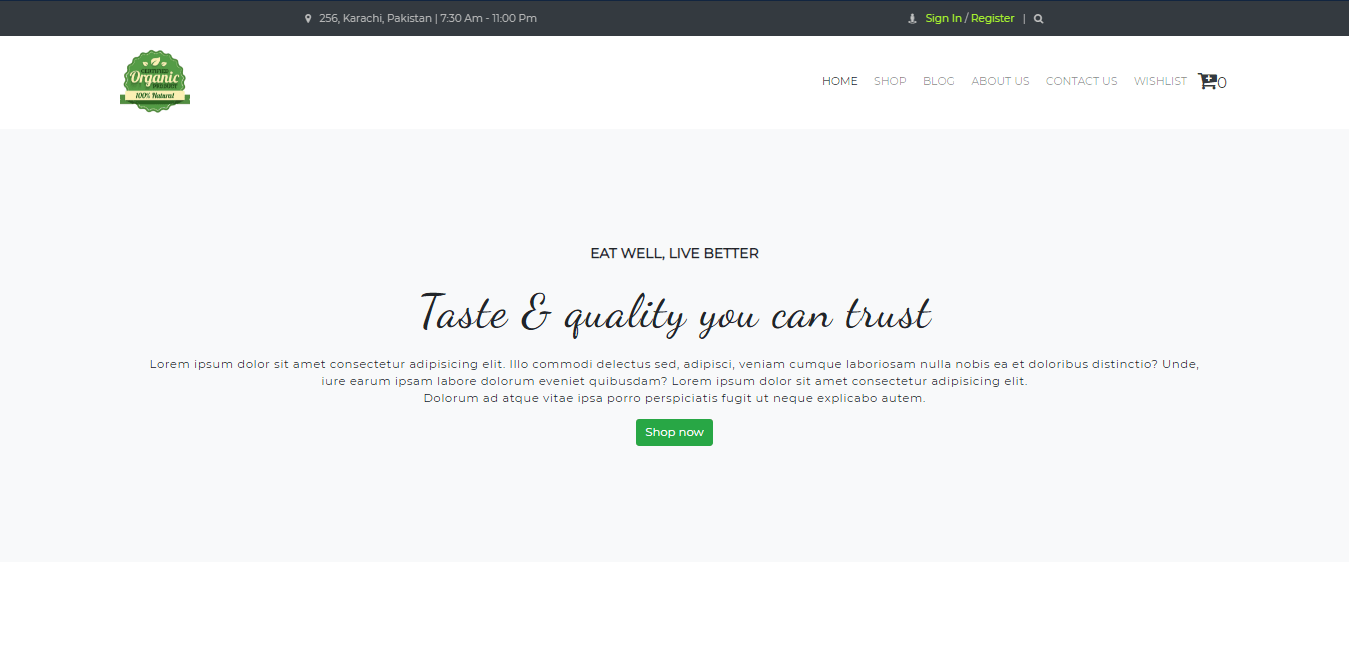 256, Karachi, Pakistan | 7:30 Am - 11:00 Pm
Sign In / Register |
CERTIFIED
Organic
PRODUCT
100% Natural
HOME SHOP BLOG ABOUT US CONTACT US WISHLIST 0
EAT WELL, LIVE BETTER
Taste & quality you can trust
Lorem ipsum dolor sit amet consectetur adipisicing elit. Illo commodi delectus sed, adipisci, veniam cumque laboriosam nulla nobis ea et doloribus distinctio? Unde,
iure earum ipsam labore dolorum eveniet quibusdam? Lorem ipsum dolor sit amet consectetur adipisicing elit.
Dolorum ad atque vitae ipsa porro perspiciatis fugit ut neque explicabo autem.
Shop now